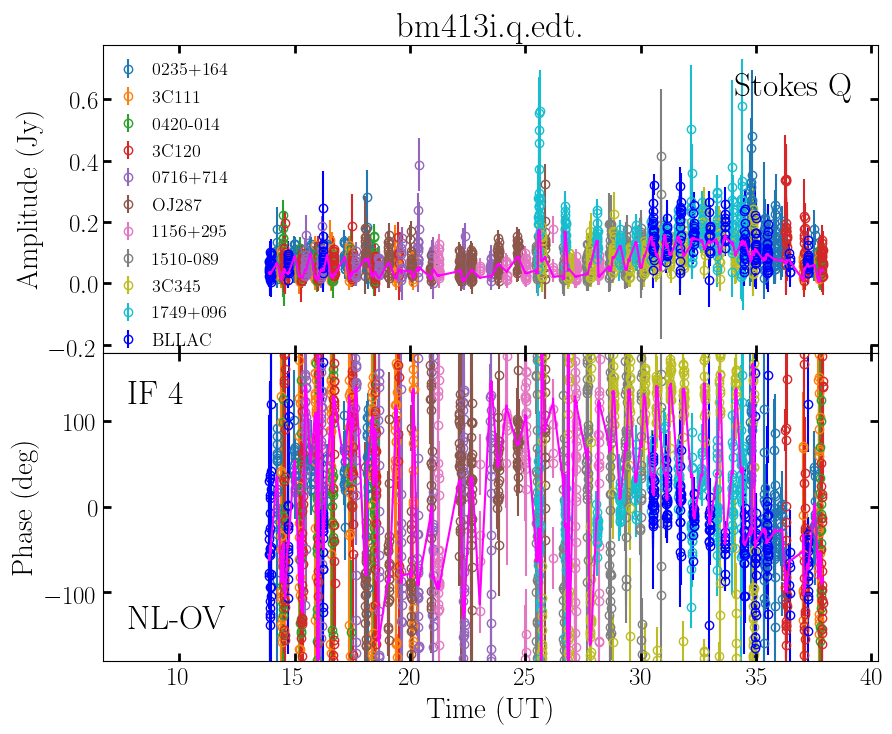 bm413i.q.edt.
Stokes Q
0235+164
3C111
0420-014
3C120
0716+714
OJ287
1156+295
1510-089
3C345
1749+096
BLLAC
Amplitude (Jy)
0.6
0.4
0.2
0.0
−0.2
IF 4
NL-OV
Phase (deg)
100
0
−100
10 15 20 25 30 35 40
Time (UT)